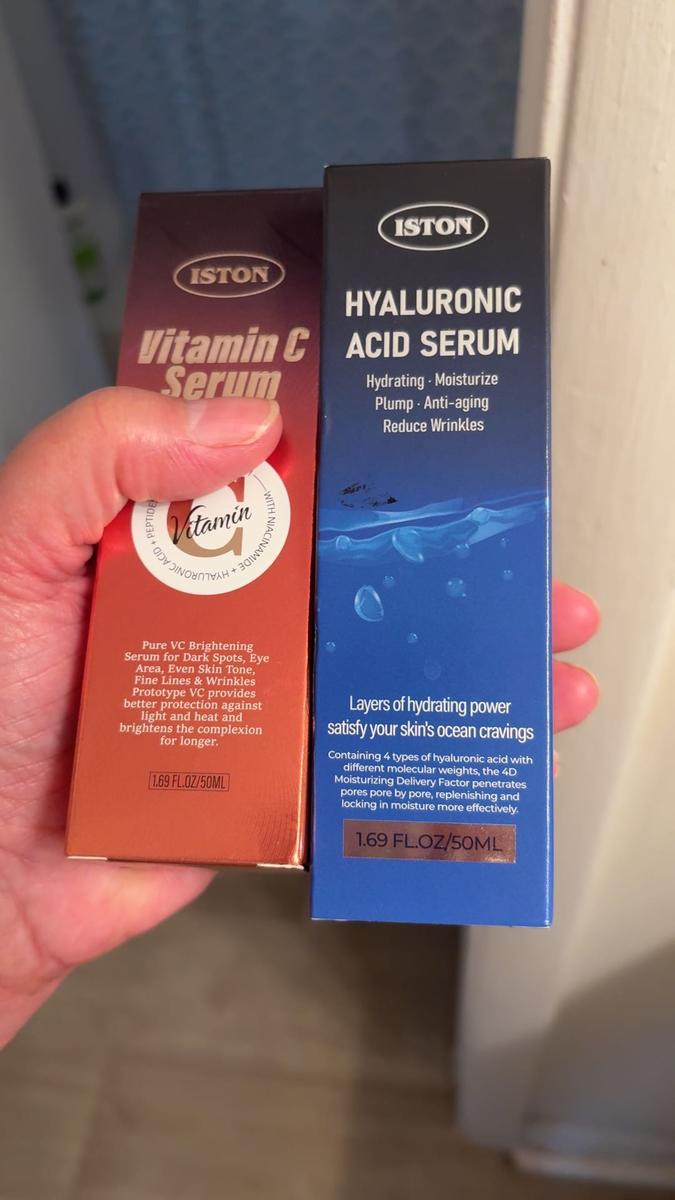 ISTON
Vitamin C
Serum
Vitamin
C
WITH NIACINAMIDE + HYALURONIC ACID + PEPTIDE
Pure VC Brightening
Serum for Dark Spots, Eye
Area, Even Skin Tone,
Fine Lines & Wrinkles
Prototype VC provides
better protection against
light and heat and
brightens the complexion
for longer.
1.69 FL.OZ/50ML
ISTON
HYALURONIC
ACID SERUM
Hydrating · Moisturize
Plump · Anti-aging
Reduce Wrinkles
Layers of hydrating power
satisfy your skin's ocean cravings
Containing 4 types of hyaluronic acid with
different molecular weights, the 4D
Moisturizing Delivery Factor penetrates
pores pore by pore, replenishing and
locking in moisture more effectively.
1.69 FL.OZ/50ML